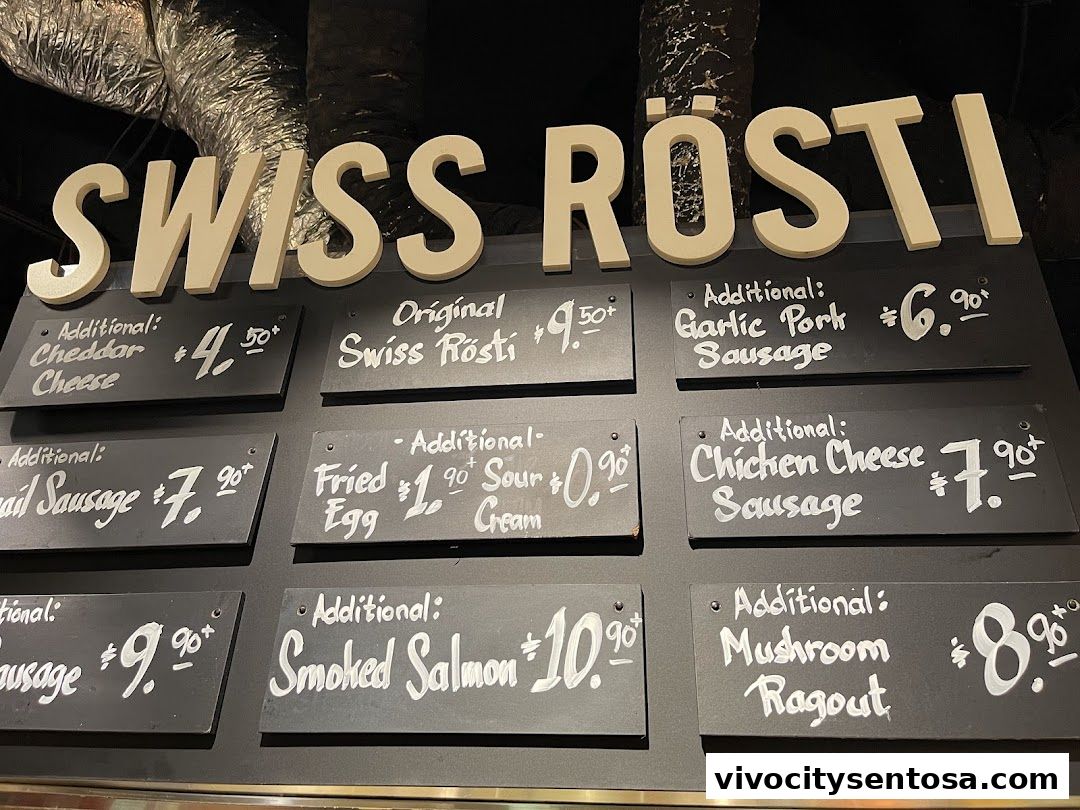 SWISS RÖSTI
Additional:
Cheddar
Cheese
$4.50+
Original
Swiss Rösti
$9.50+
Additional:
Garlic Pork
Sausage
$6.90+
Additional:
Sausage
$7.90+
-Additional-
Fried
Egg
$1.90+
Sour
Cream
$0.90+
Additional:
Chicken Cheese
Sausage
$7.90+
$9.90+
Additional:
Smoked Salmon
$10.90+
Additional:
Mushroom
Ragout
$8.90+
vivocitysentosa.com